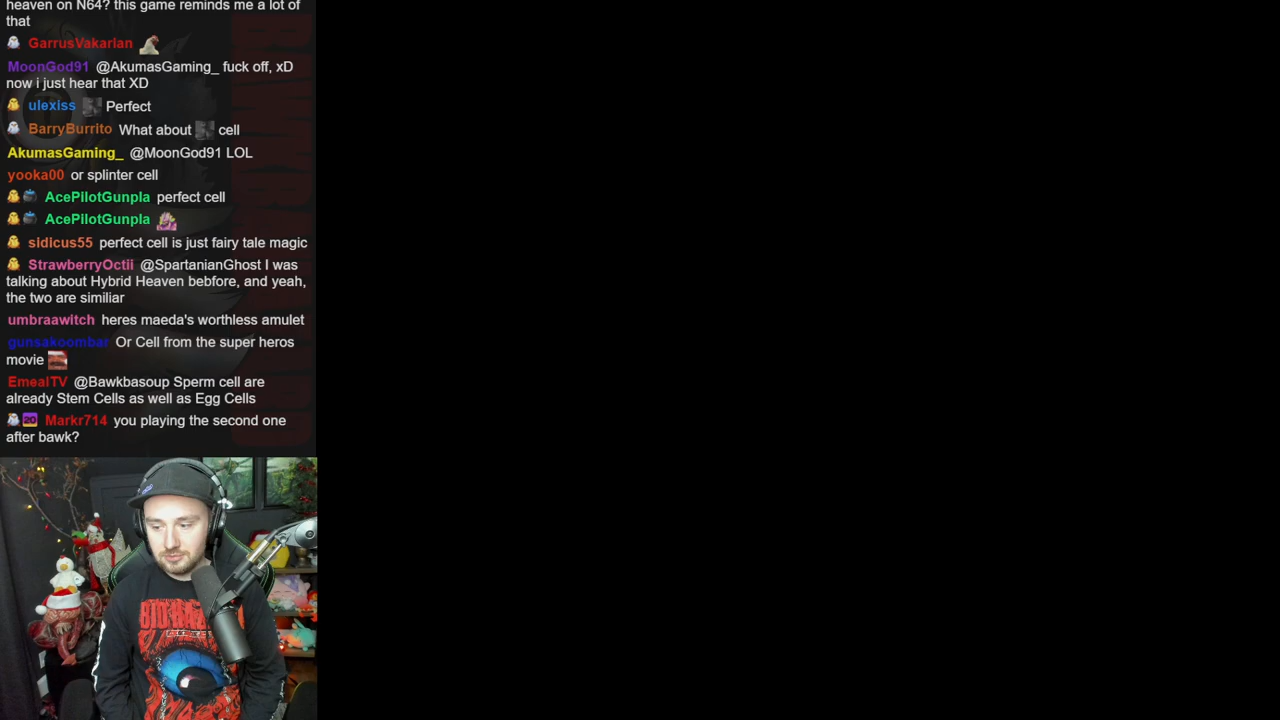 heaven on N64? this game reminds me a lot of
that
GarrusVakarian
MoonGod91 @AkumasGaming_ fuck off, xD
now i just hear that XD
ulexiss Perfect
BarryBurrito What about cell
AkumasGaming_ @MoonGod91 LOL
yooka00 or splinter cell
AcePilotGunpla perfect cell
AcePilotGunpla
sidicus55 perfect cell is just fairy tale magic
StrawberryOctii @SpartanianGhost I was
talking about Hybrid Heaven bebfore, and yeah,
the two are similiar
umbraawitch heres maeda's worthless amulet
gunsakoombar Or Cell from the super heros
movie
EmealTV @Bawkbasoup Sperm cell are
already Stem Cells as well as Egg Cells
20 Markr714 you playing the second one
after bawk?